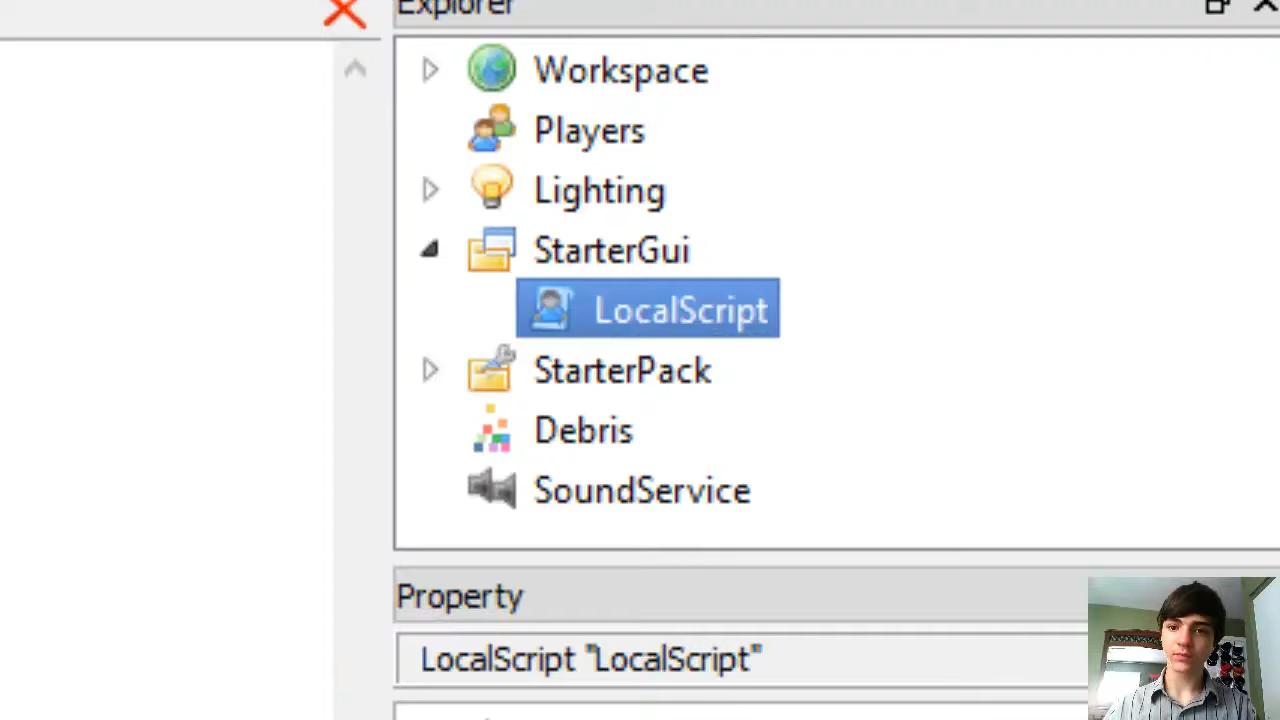 Explorer
Workspace
Players
Lighting
StarterGui
LocalScript
StarterPack
Debris
SoundService
Property
LocalScript "LocalScript"